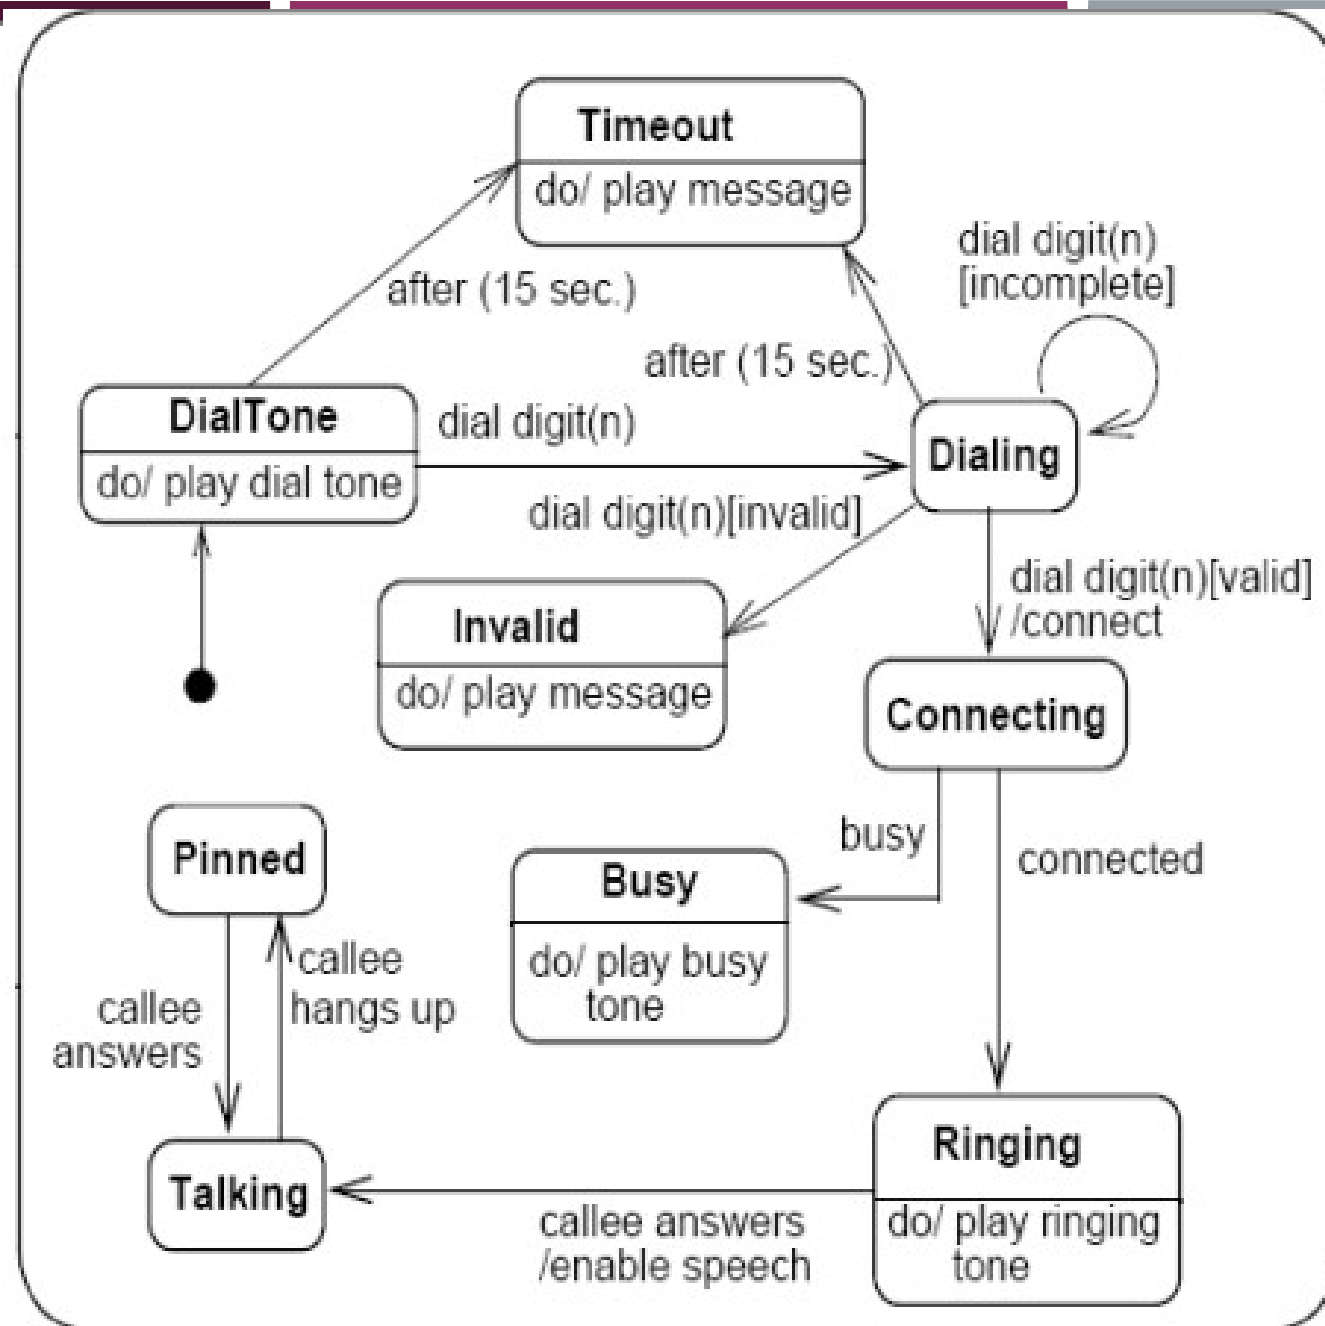 Timeout
do/ play message
dial digit(n)
[incomplete]
after (15 sec.)
after (15 sec.)
DialTone
do/ play dial tone
dial digit(n)
Dialing
dial digit(n)[invalid]
dial digit(n)[valid]
/connect
Invalid
do/ play message
Connecting
Pinned
busy
connected
Busy
do/ play busy
tone
callee
hangs up
callee
answers
Ringing
do/ play ringing
tone
Talking
callee answers
/enable speech